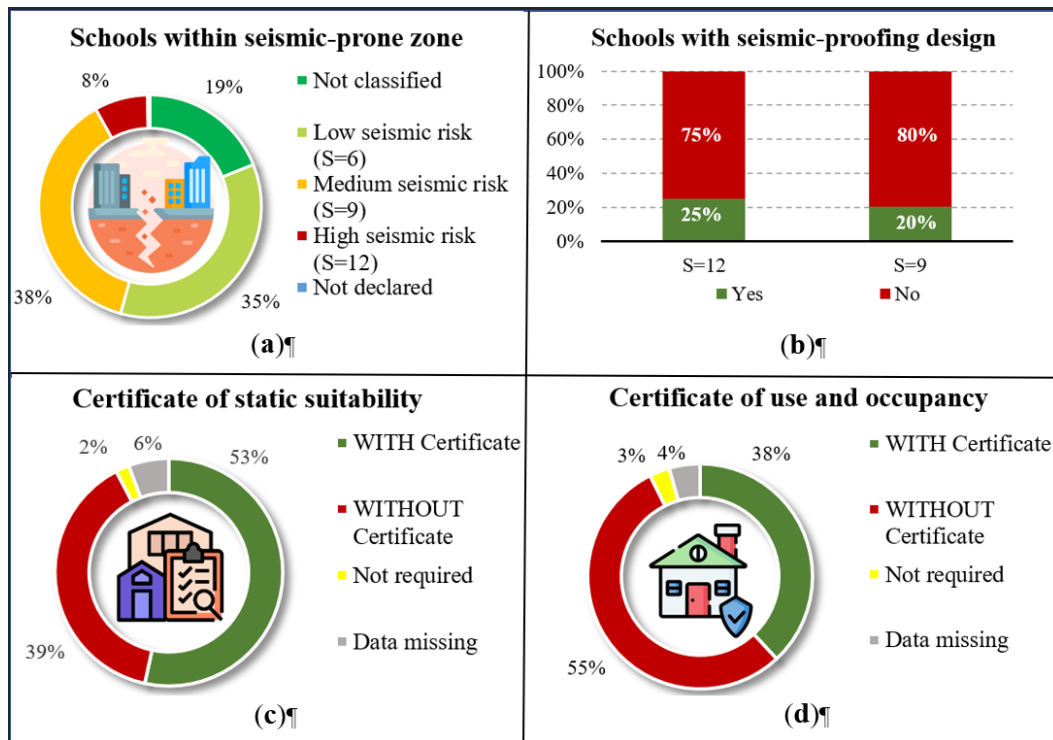 Schools within seismic-prone zone
8%
19%
38%
35%
Not classified
Low seismic risk
(S=6)
Medium seismic risk
(S=9)
High seismic risk
(S=12)
Not declared
(a)¶
Schools with seismic-proofing design
100%
80%
60%
40%
20%
0%
75%
25%
80%
20%
S=12
S=9
Yes
No
(b)¶
Certificate of static suitability
2%
6%
53%
39%
WITH Certificate
WITHOUT
Certificate
Not required
Data missing
(c)¶
Certificate of use and occupancy
3%
4%
38%
55%
WITH Certificate
WITHOUT
Certificate
Not required
Data missing
(d)¶